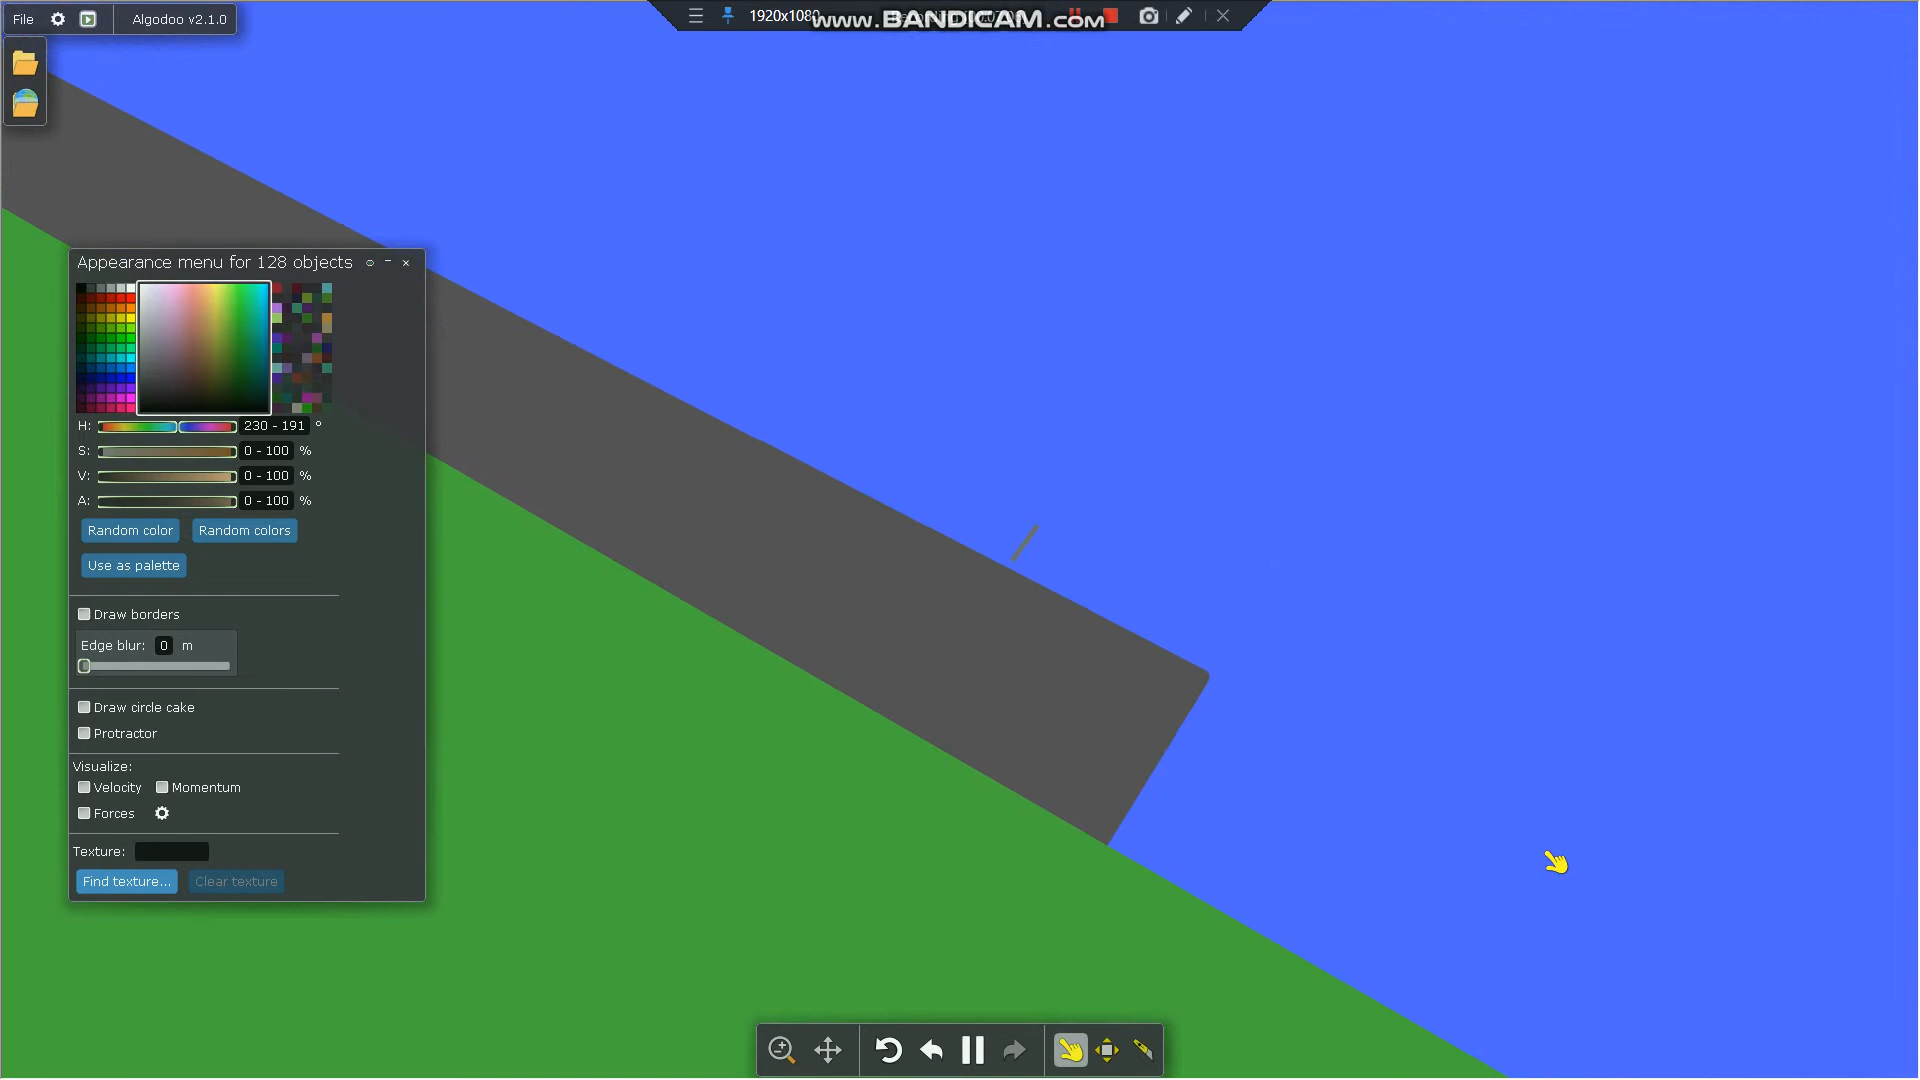 File
Algodoo v2.1.0
1920x1080
www.BANDICAM.com
Appearance menu for 128 objects
H: 230 - 191 °
S: 0 - 100 %
V: 0 - 100 %
A: 0 - 100 %
Random color Random colors
Use as palette
Draw borders
Edge blur: 0 m
Draw circle cake
Protractor
Visualize:
Velocity Momentum
Forces
Texture:
Find texture... Clear texture